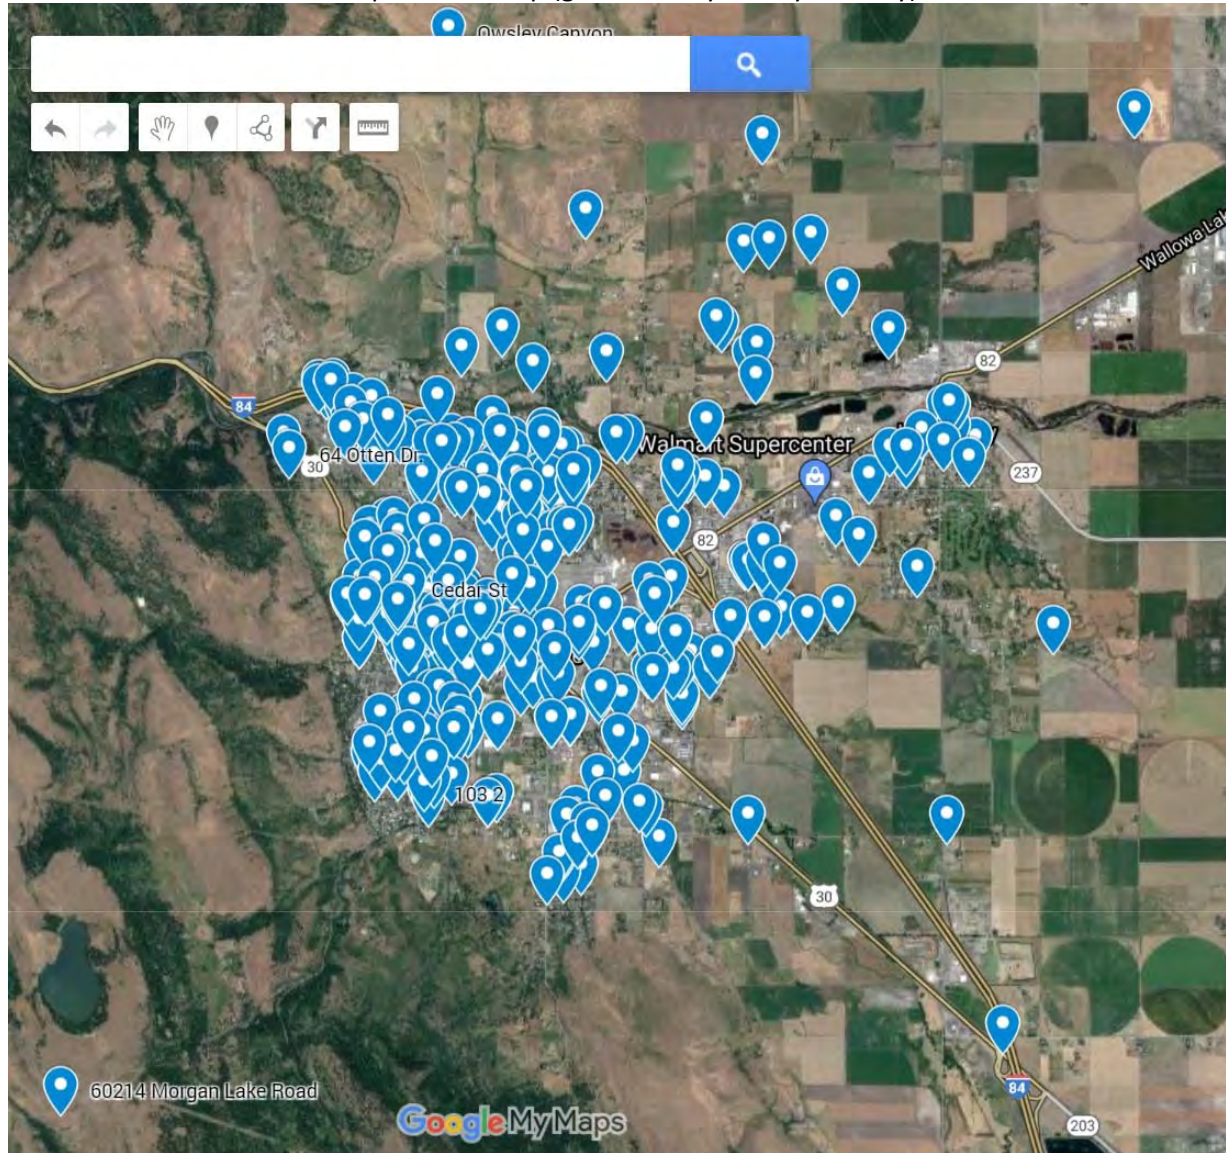 Owsley Canyon
Wallowa Lak
82
84
Walmart Supercenter
64 Otten Dr.
30
237
82
Cedar St
103 2
30
84
60214 Morgan Lake Road
Google My Maps
203